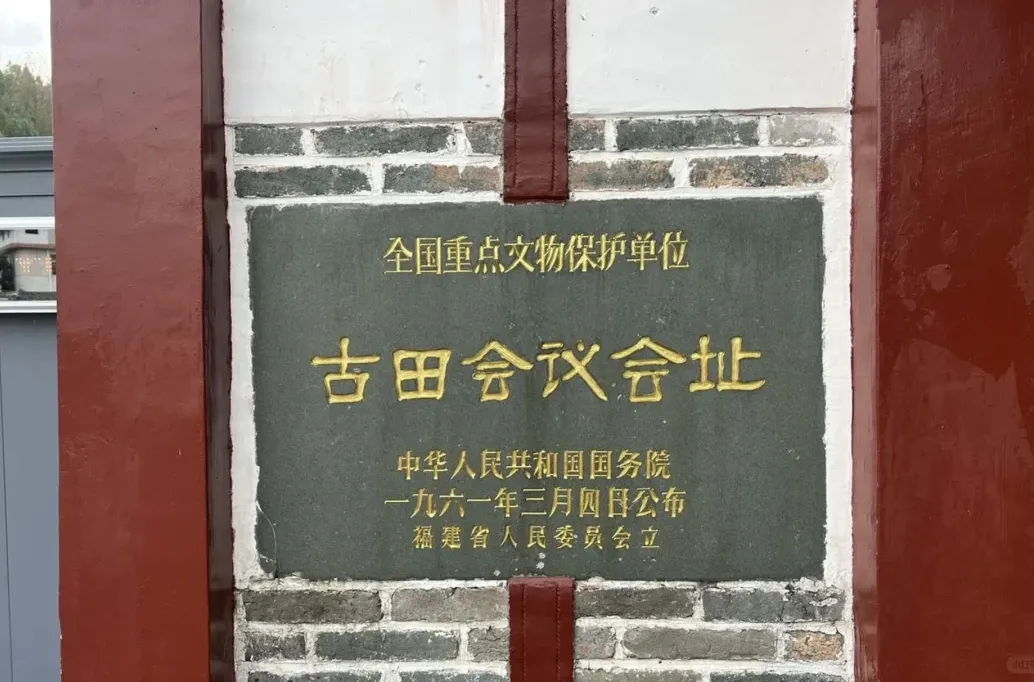 全国重点文物保护单位
古田会议会址
中华人民共和国国务院
一九六一年三月四日公布
福建省人民委员会立